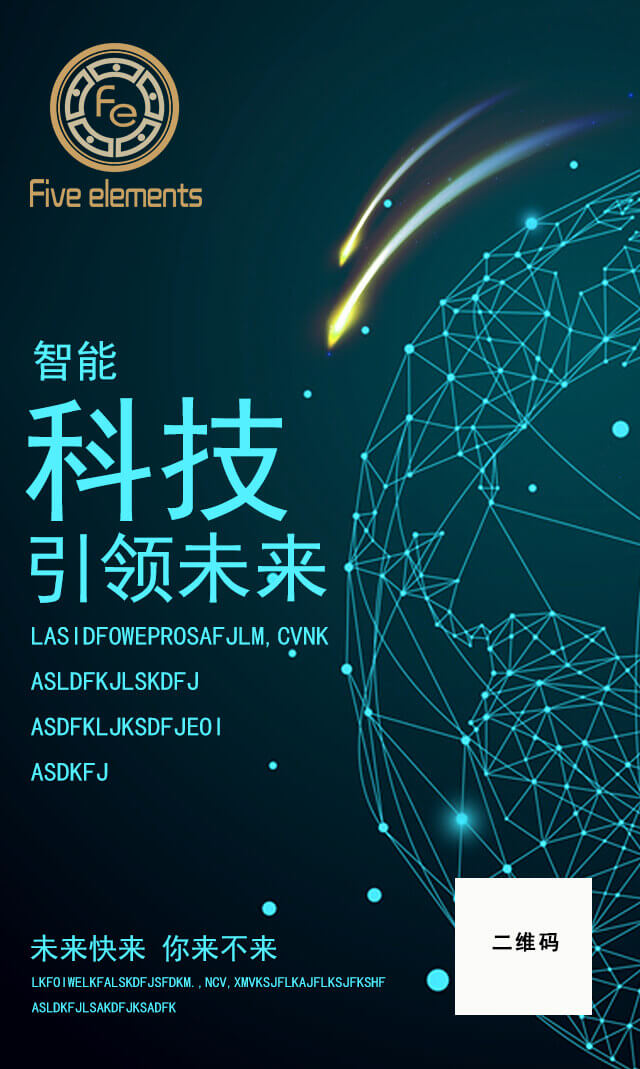 Fe
Five elements
智能
科技
引领未来
LASIDFOWEPROSAFJLM,CVNK
ASLDFKJLSKDFJ
ASDFKLJKSDFJEOI
ASDKFJ
二维码
未来快来 你来不来
LKFOIWELKFALSKDFJSFDKM.,NCV,XMVKSJFLKAJFLKSJFKSHF
ASLDKFJLSAKDFJKSADFK